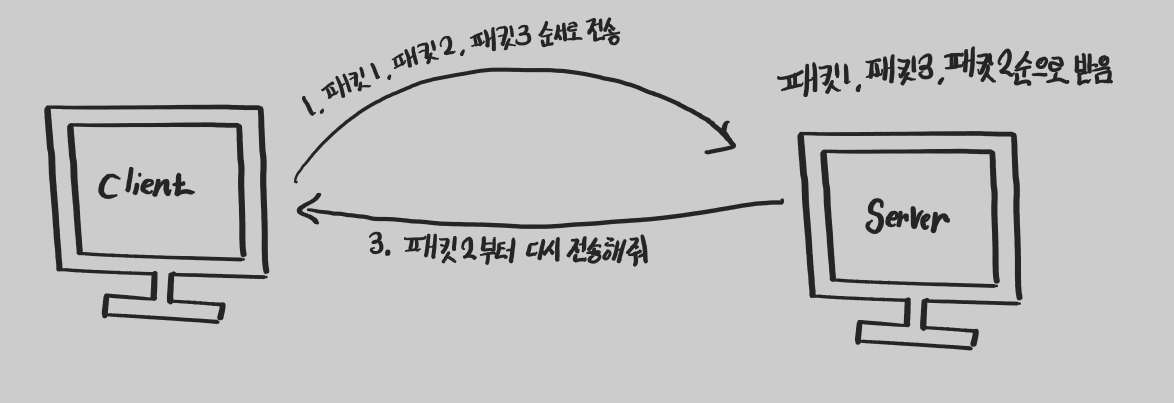 1. 패킷1, 패킷2, 패킷3 순서로 전송
패킷1, 패킷3, 패킷2순으로 받음
Client
Server
3. 패킷2부터 다시 전송해줘